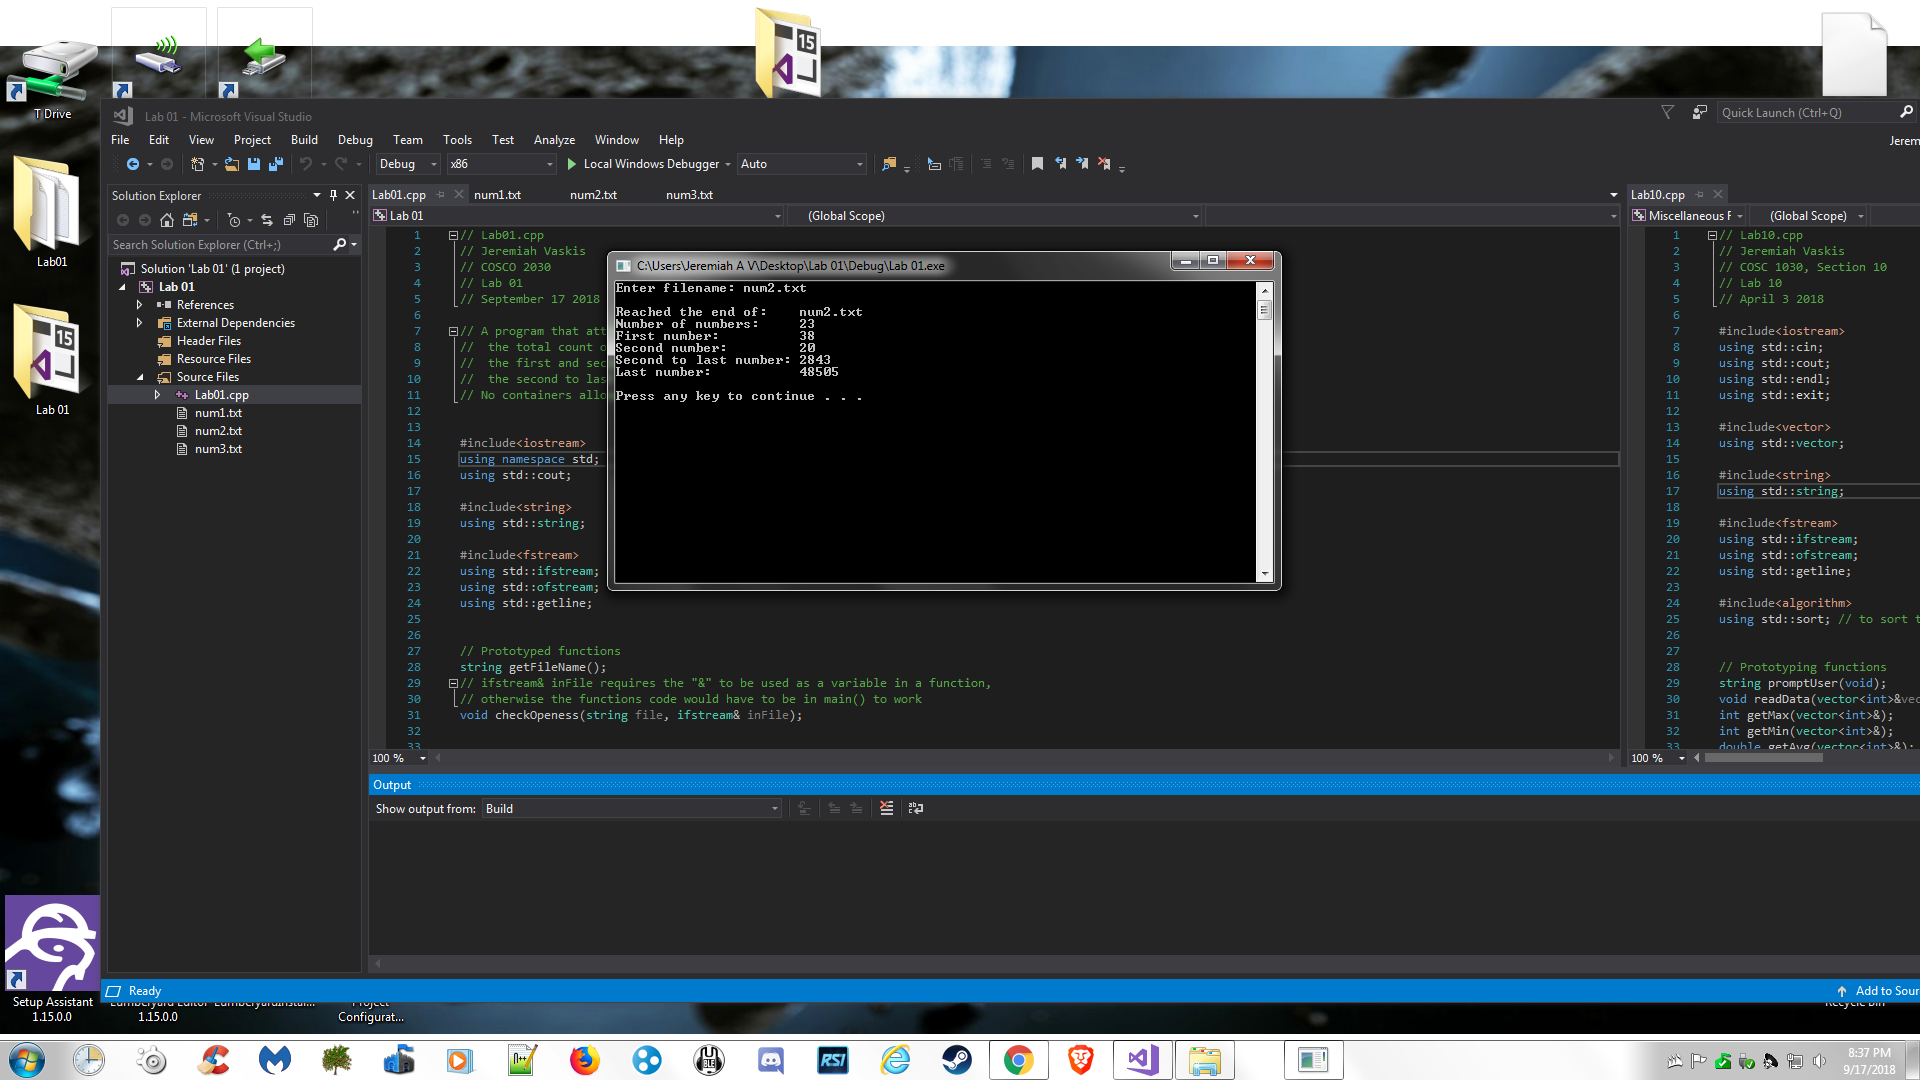 T Drive
Lab01
Lab 01
15
15
Lab 01 - Microsoft Visual Studio
Quick Launch (Ctrl+Q)
File Edit View Project Build Debug Team Tools Test Analyze Window Help
Jerem
Debug x86 Local Windows Debugger Auto
Solution Explorer
Search Solution Explorer (Ctrl+;)
Solution 'Lab 01' (1 project)
Lab 01
References
External Dependencies
Header Files
Resource Files
Source Files
Lab01.cpp
num1.txt
num2.txt
num3.txt
Lab01.cpp num1.txt num2.txt num3.txt
Lab 01 (Global Scope)
1 // Lab01.cpp
2 // Jeremiah Vaskis
3 // COSCO 2030
4 // Lab 01
5 // September 17 2018
6
7 // A program that att
8 // the total count o
9 // the first and sec
10 // the second to las
11 // No containers allo
12
13
14 #include<iostream>
15 using namespace std;
16 using std::cout;
17
18 #include<string>
19 using std::string;
20
21 #include<fstream>
22 using std::ifstream;
23 using std::ofstream;
24 using std::getline;
25
26
27 // Prototyped functions
28 string getFileName();
29 // ifstream& inFile requires the "&" to be used as a variable in a function,
30 // otherwise the functions code would have to be in main() to work
31 void checkOpeness(string file, ifstream& inFile);
32
33
100 %
C:\Users\Jeremiah A V\Desktop\Lab 01\Debug\Lab 01.exe
Enter filename: num2.txt
Reached the end of: num2.txt
Number of numbers: 23
First number: 38
Second number: 20
Second to last number: 2843
Last number: 48505
Press any key to continue . . .
Lab10.cpp
Miscellaneous F (Global Scope)
1 // Lab10.cpp
2 // Jeremiah Vaskis
3 // COSC 1030, Section 10
4 // Lab 10
5 // April 3 2018
6
7 #include<iostream>
8 using std::cin;
9 using std::cout;
10 using std::endl;
11 using std::exit;
12
13 #include<vector>
14 using std::vector;
15
16 #include<string>
17 using std::string;
18
19 #include<fstream>
20 using std::ifstream;
21 using std::ofstream;
22 using std::getline;
23
24 #include<algorithm>
25 using std::sort; // to sort t
26
27
28 // Prototyping functions
29 string promptUser(void);
30 void readData(vector<int>&vec
31 int getMax(vector<int>&);
32 int getMin(vector<int>&);
33 double getAvg(vector<int>&);
100 %
Output
Show output from: Build
Ready
Add to Sour
Setup Assistant
1.15.0.0
Lumberyard Editor
1.15.0.0
Lumberyardinstal...
Project
Configurat...
Recycle Bin
n++
RSI
8:37 PM
9/17/2018